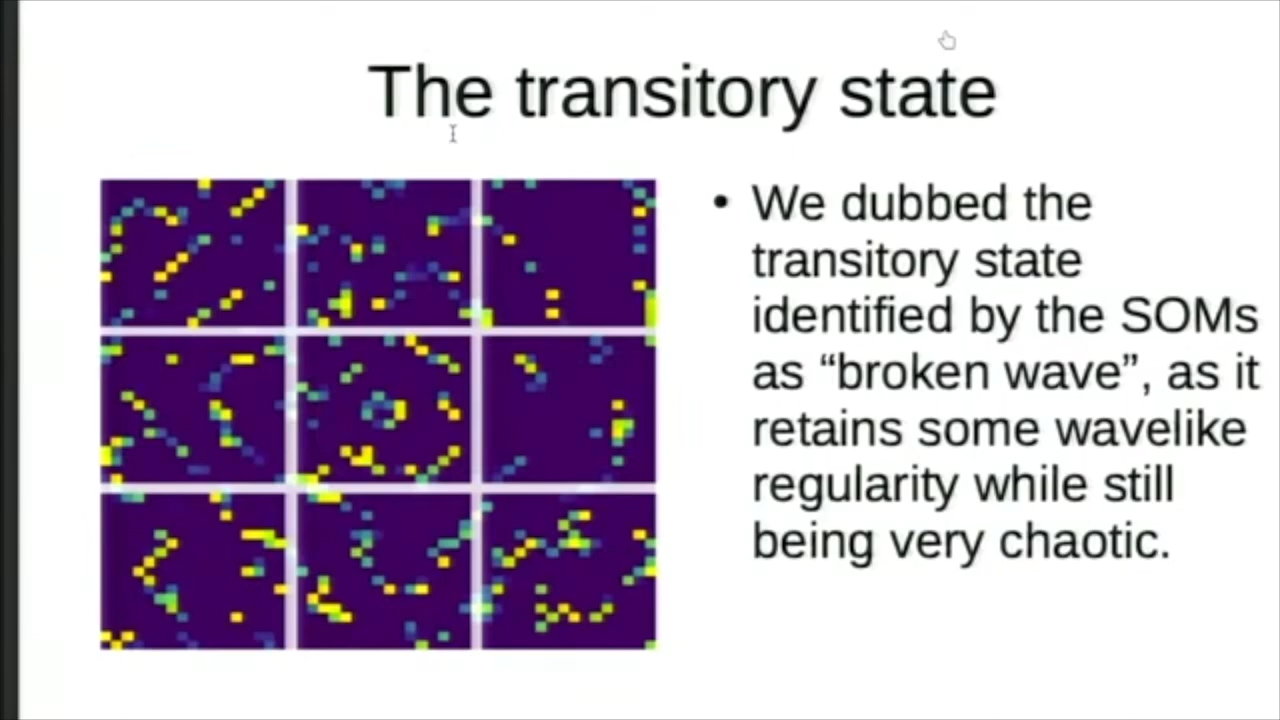 The transitory state
• We dubbed the
transitory state
identified by the SOMs
as “broken wave”, as it
retains some wavelike
regularity while still
being very chaotic.